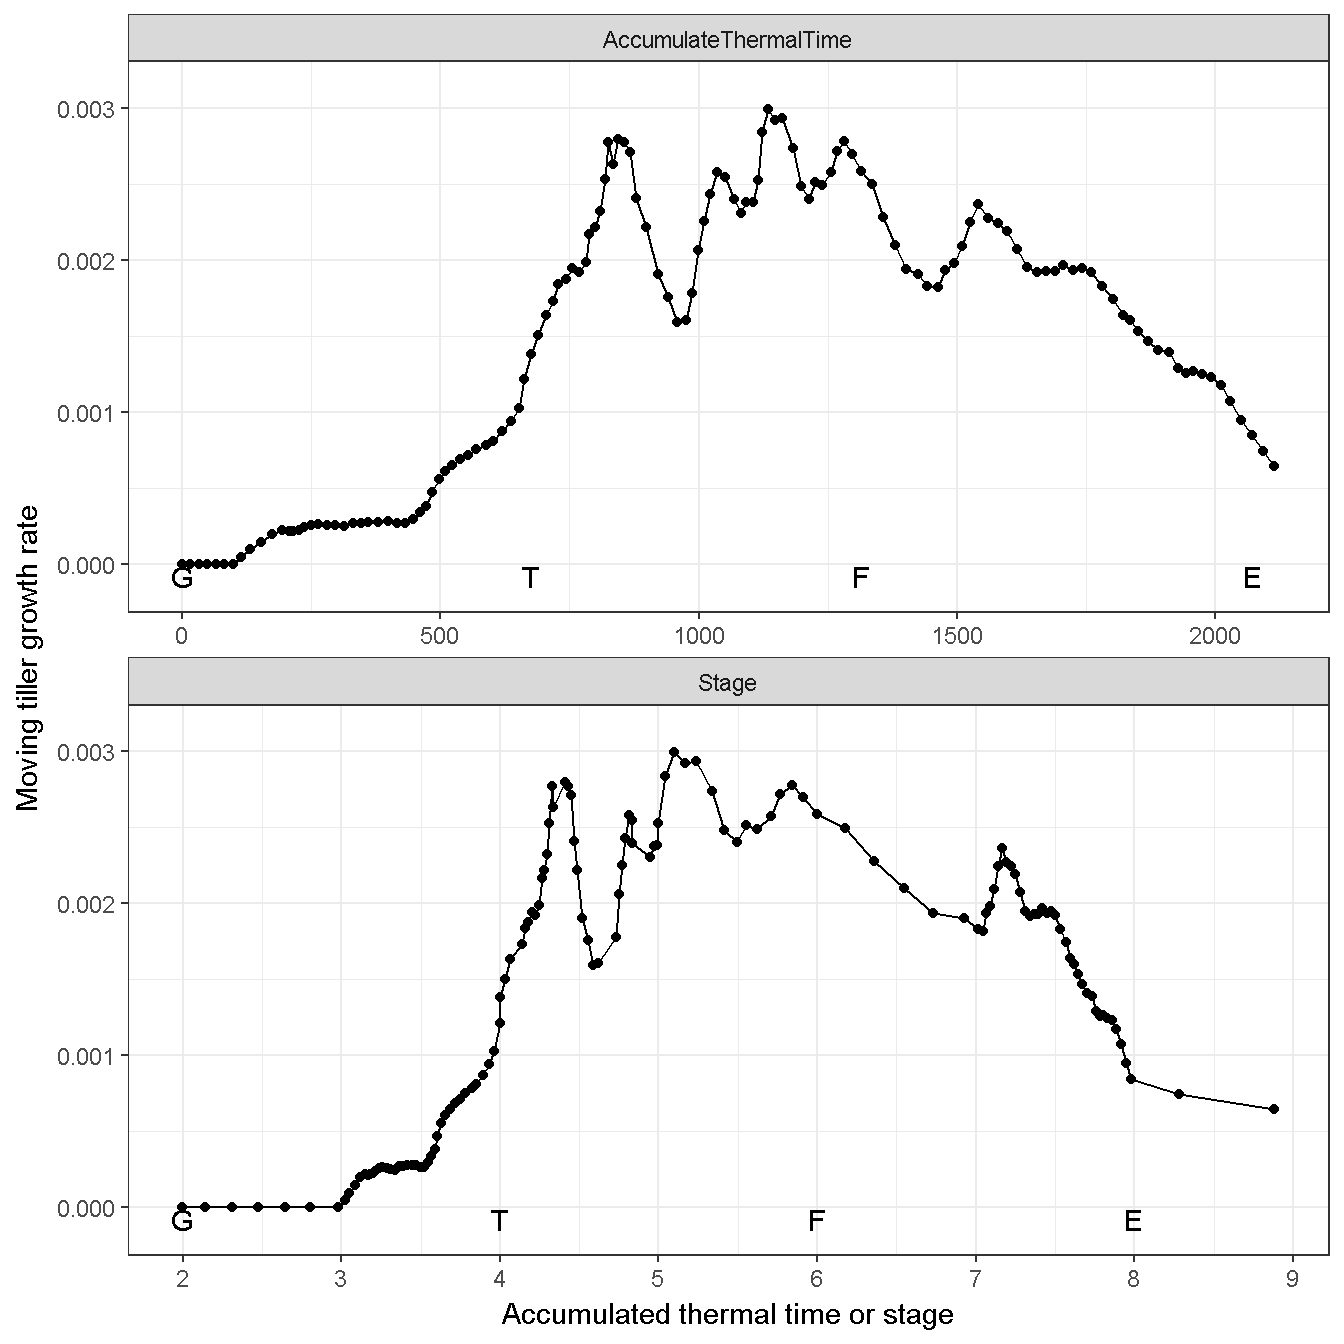 AccumulateThermalTime
0.003
0.002
0.001
0.000
G T F E
0 500 1000 1500 2000
Stage
0.003
0.002
0.001
0.000
G T F E
2 3 4 5 6 7 8 9
Accumulated thermal time or stage
Moving tiller growth rate